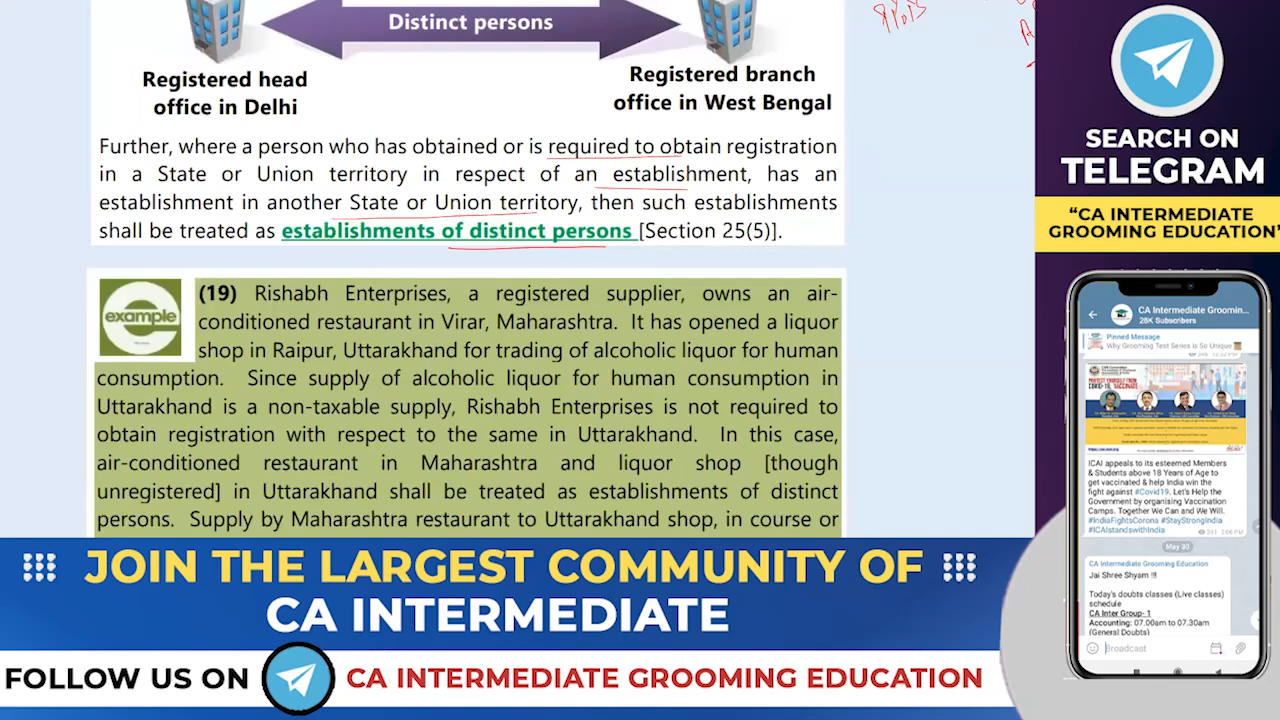 Distinct persons
Registered head
office in Delhi
Registered branch
office in West Bengal
Further, where a person who has obtained or is required to obtain registration
in a State or Union territory in respect of an establishment, has an
establishment in another State or Union territory, then such establishments
shall be treated as establishments of distinct persons [Section 25(5)].
example
(19) Rishabh Enterprises, a registered supplier, owns an air-
conditioned restaurant in Virar, Maharashtra. It has opened a liquor
shop in Raipur, Uttarakhand for trading of alcoholic liquor for human
consumption. Since supply of alcoholic liquor for human consumption in
Uttarakhand is a non-taxable supply, Rishabh Enterprises is not required to
obtain registration with respect to the same in Uttarakhand. In this case,
air-conditioned restaurant in Maharashtra and liquor shop [though
unregistered] in Uttarakhand shall be treated as establishments of distinct
persons. Supply by Maharashtra restaurant to Uttarakhand shop, in course or
JOIN THE LARGEST COMMUNITY OF
CA INTERMEDIATE
FOLLOW US ON CA INTERMEDIATE GROOMING EDUCATION
SEARCH ON
TELEGRAM
“CA INTERMEDIATE
GROOMING EDUCATION”
CA Intermediate Groomin...
28K Subscribers
Pinned Message
Why Grooming Test Series is So Unique
ICAI appeals to its esteemed Members
& Students above 18 Years of Age to
get vaccinated & help India win the
fight against #Covid19. Let's Help the
Government by organising Vaccination
Camps. Together We Can and We Will.
#IndiaFightsCorona #StayStrongIndia
#ICAIstandswithIndia
May 30
CA Intermediate Grooming Education
Jai Shree Shyam !!!
Today's doubts classes (Live classes)
schedule
CA Inter Group- 1
Accounting: 07.00am to 07.30am
(General Doubts)
Broadcast